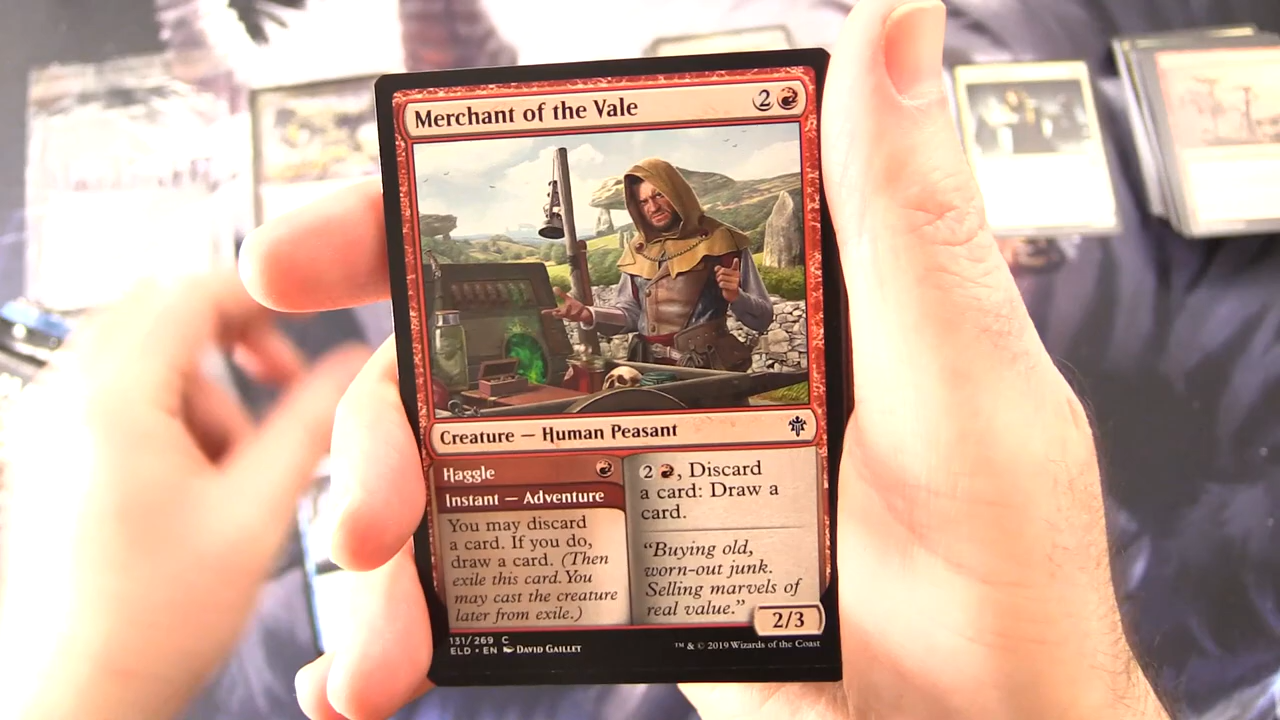 Merchant of the Vale 2
Creature — Human Peasant
Haggle
Instant — Adventure
You may discard
a card. If you do,
draw a card. (Then
exile this card. You
may cast the creature
later from exile.)
2 , Discard
a card: Draw a
card.
“Buying old,
worn-out junk.
Selling marvels of
real value.”
2/3
131/269 C
ELD • EN DAVID GAILLET
™ & © 2019 Wizards of the Coast